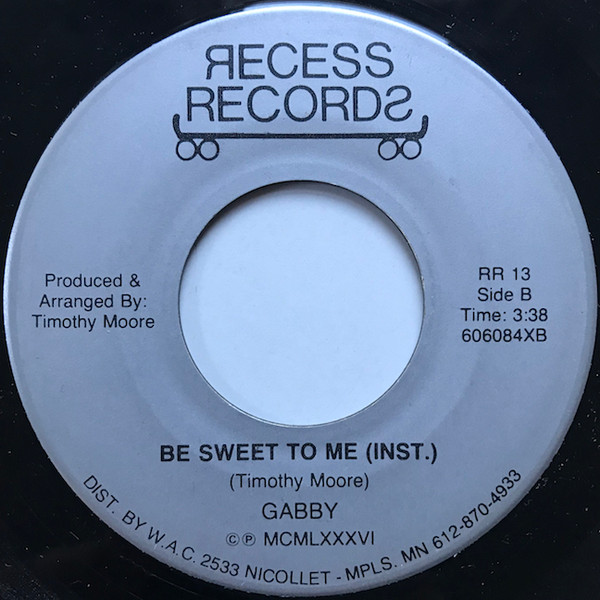 RECESS
RECORDS
Produced &
Arranged By:
Timothy Moore
RR 13
Side B
Time: 3:38
606084XB
BE SWEET TO ME (INST.)
(Timothy Moore)
GABBY
©℗ MCMLXXXVI
DIST. BY W.A.C. 2533 NICOLLET - MPLS. MN 612-870-4933